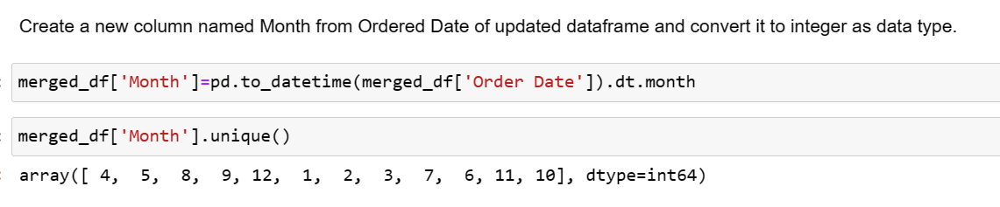 Create a new column named Month from Ordered Date of updated dataframe and convert it to integer as data type.
merged_df['Month']=pd.to_datetime(merged_df['Order Date']).dt.month
merged_df['Month'].unique()
array([ 4,  5,  8,  9, 12,  1,  2,  3,  7,  6, 11, 10], dtype=int64)